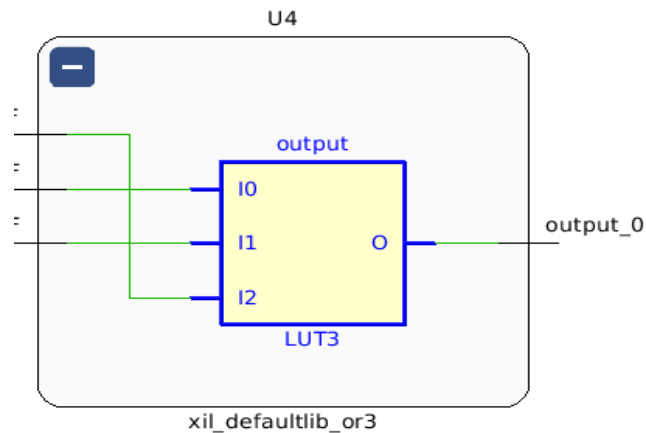 U4
F
F
F
output
I0
I1
O
output_0
I2
LUT3
xil_defaultlib_or3